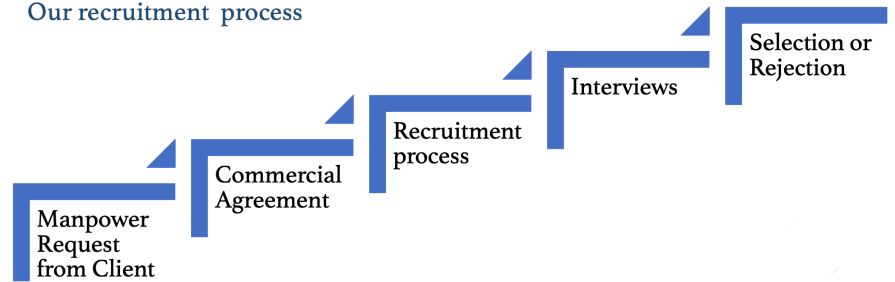 Our recruitment process
Manpower
Request
from Client
Commercial
Agreement
Recruitment
process
Interviews
Selection or
Rejection